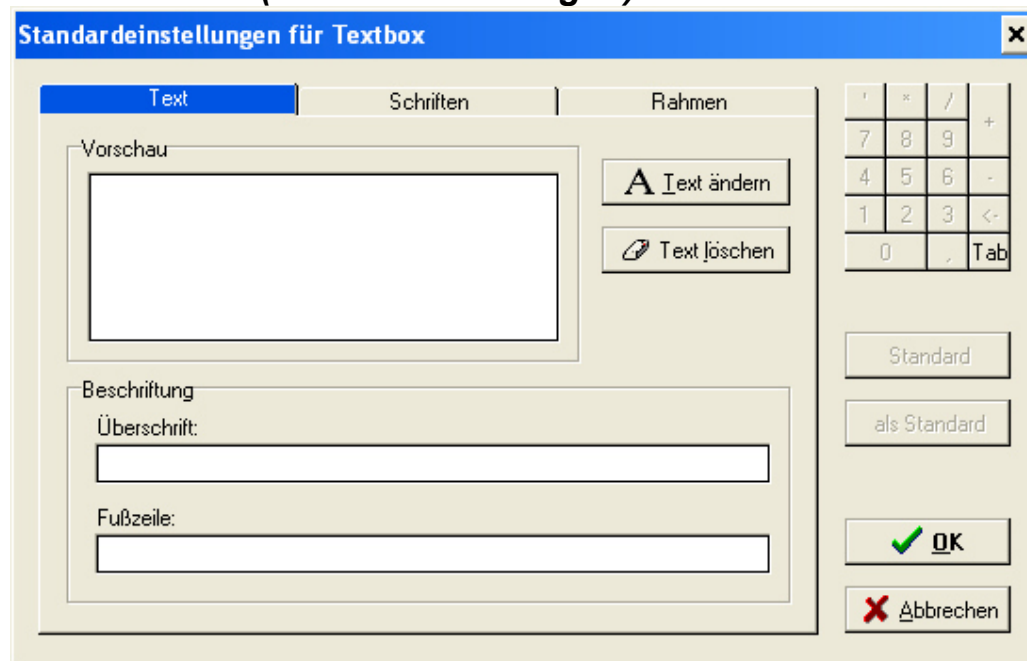 Standardeinstellungen für Textbox
Text Schriften Rahmen
Vorschau
A Text ändern
Text löschen
Beschriftung
Überschrift:
Fußzeile:
' * / +
7 8 9
4 5 6 -
1 2 3 <-
0 , Tab
Standard
als Standard
OK
Abbrechen